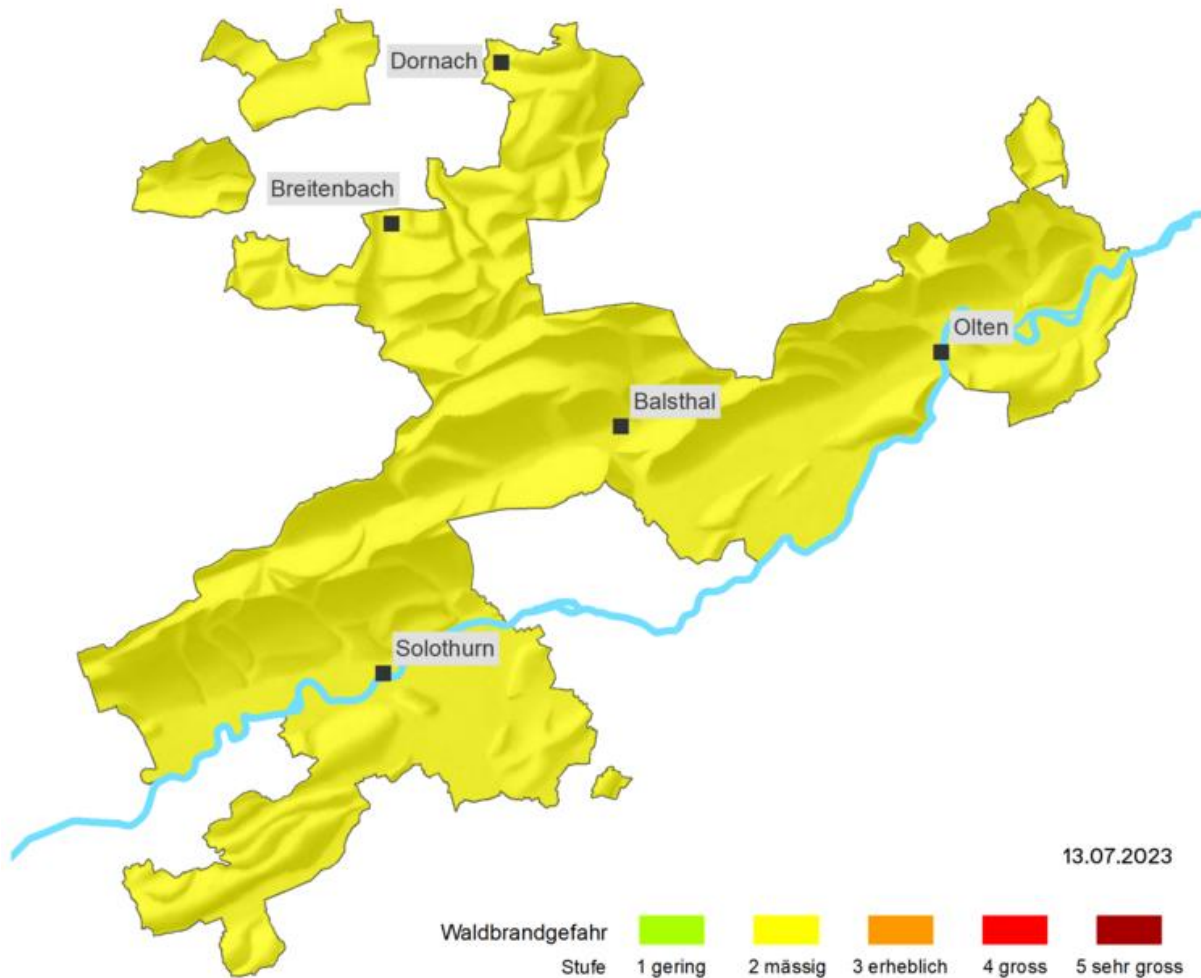 Dornach
Breitenbach
Olten
Balsthal
Solothurn
13.07.2023
Waldbrandgefahr
Stufe 1 gering 2 mässig 3 erheblich 4 gross 5 sehr gross